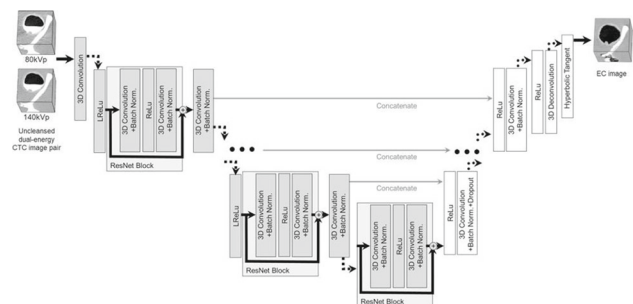 80kVp
140kVp
Uncleansed
dual-energy
CTC image pair
3D Convolution
LReLu
3D Convolution
+Batch Norm.
ReLu
3D Convolution
+Batch Norm.
ResNet Block
3D Convolution
+Batch Norm.
Concatenate
Concatenate
Concatenate
LReLu
3D Convolution
+Batch Norm.
ReLu
3D Convolution
+Batch Norm.
ResNet Block
3D Convolution
+Batch Norm.
3D Convolution
+Batch Norm.
ReLu
3D Convolution
+Batch Norm.
ResNet Block
ReLu
3D Convolution
+Batch Norm.+Dropout
ReLu
3D Convolution
+Batch Norm.
ReLu
3D Deconvolution
Hyperbolic Tangent
EC image